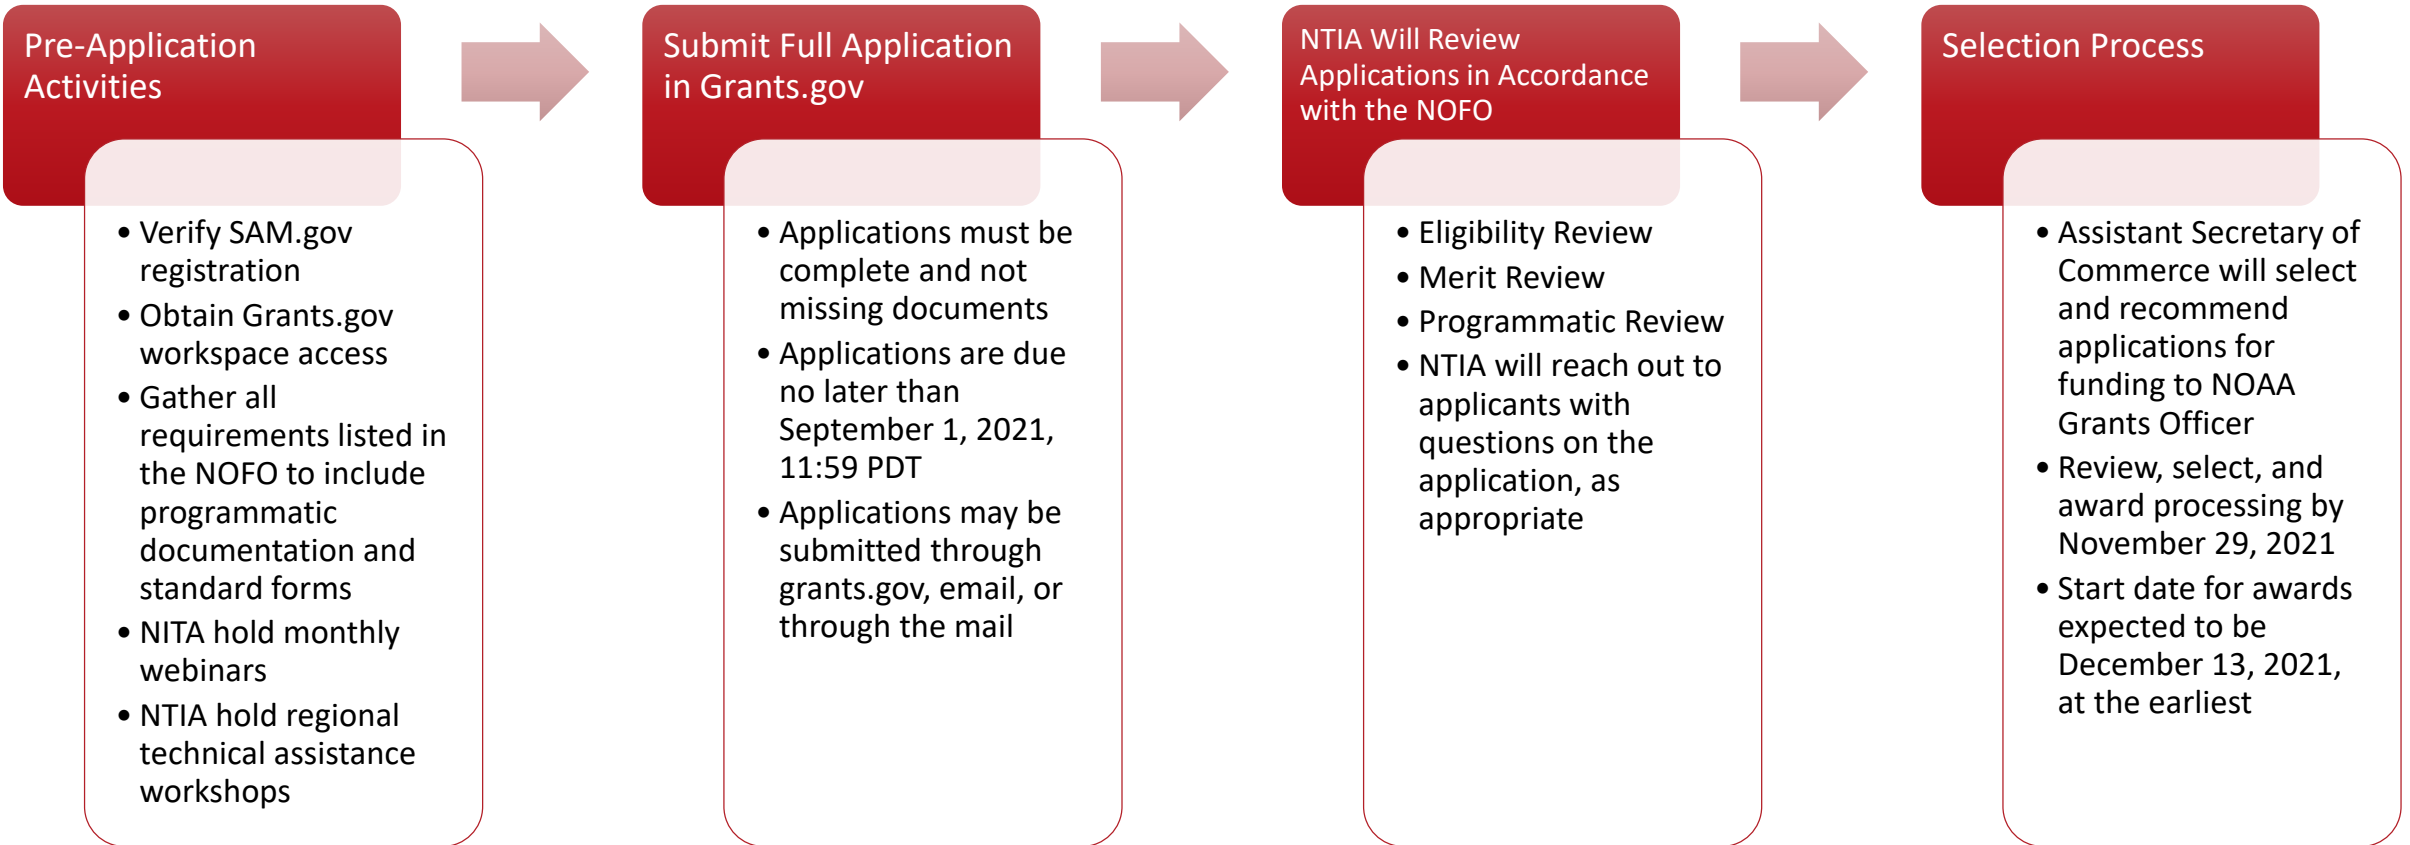 Pre-Application
Activities
• Verify SAM.gov
registration
• Obtain Grants.gov
workspace access
• Gather all
requirements listed in
the NOFO to include
programmatic
documentation and
standard forms
• NITA hold monthly
webinars
• NTIA hold regional
technical assistance
workshops
Submit Full Application
in Grants.gov
• Applications must be
complete and not
missing documents
• Applications are due
no later than
September 1, 2021,
11:59 PDT
• Applications may be
submitted through
grants.gov, email, or
through the mail
NTIA Will Review
Applications in Accordance
with the NOFO
• Eligibility Review
• Merit Review
• Programmatic Review
• NTIA will reach out to
applicants with
questions on the
application, as
appropriate
Selection Process
• Assistant Secretary of
Commerce will select
and recommend
applications for
funding to NOAA
Grants Officer
• Review, select, and
award processing by
November 29, 2021
• Start date for awards
expected to be
December 13, 2021,
at the earliest